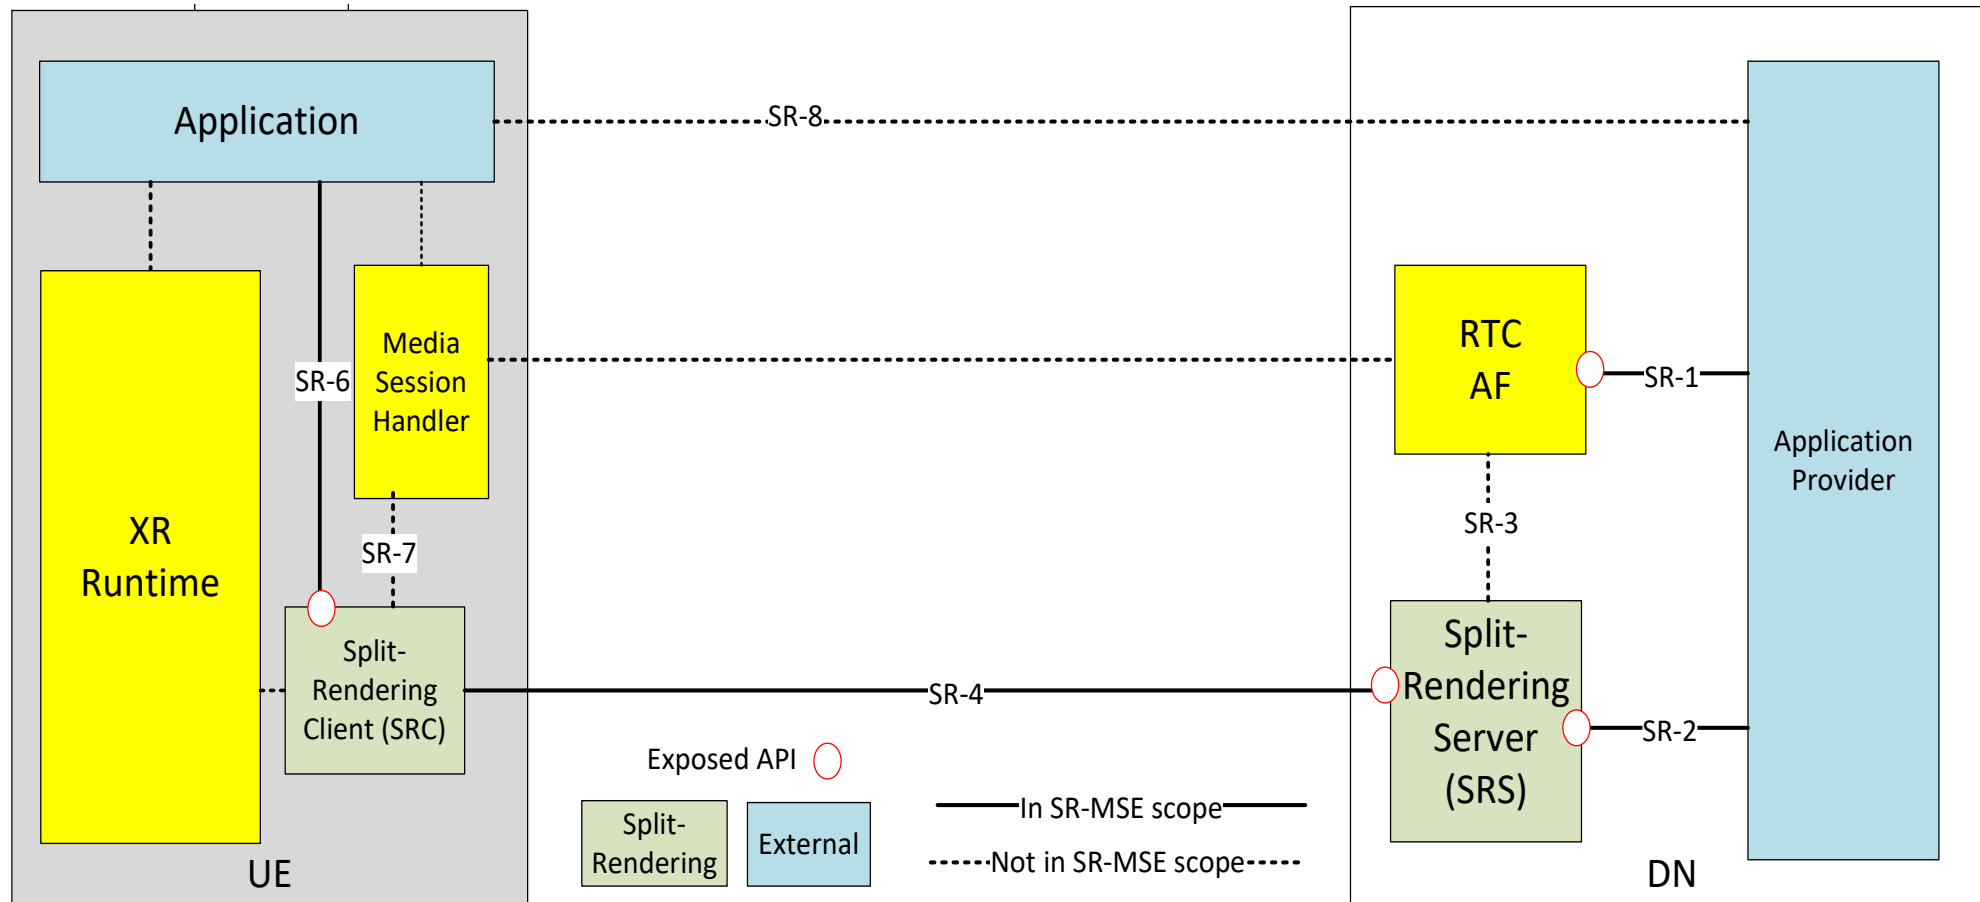 Application
SR-8
XR
Runtime
SR-6
Media
Session
Handler
SR-7
Split-
Rendering
Client (SRC)
UE
SR-4
RTC
AF
SR-1
SR-3
Split-
Rendering
Server
(SRS)
SR-2
Application
Provider
DN
Exposed API
Split-
Rendering
External
In SR-MSE scope
Not in SR-MSE scope